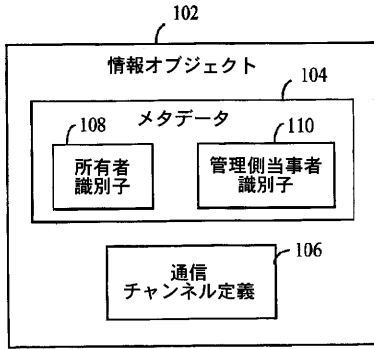 102
情報オブジェクト
104
メタデータ
108
110
所有者
識別子
管理側当事者
識別子
106
通信
チャンネル定義